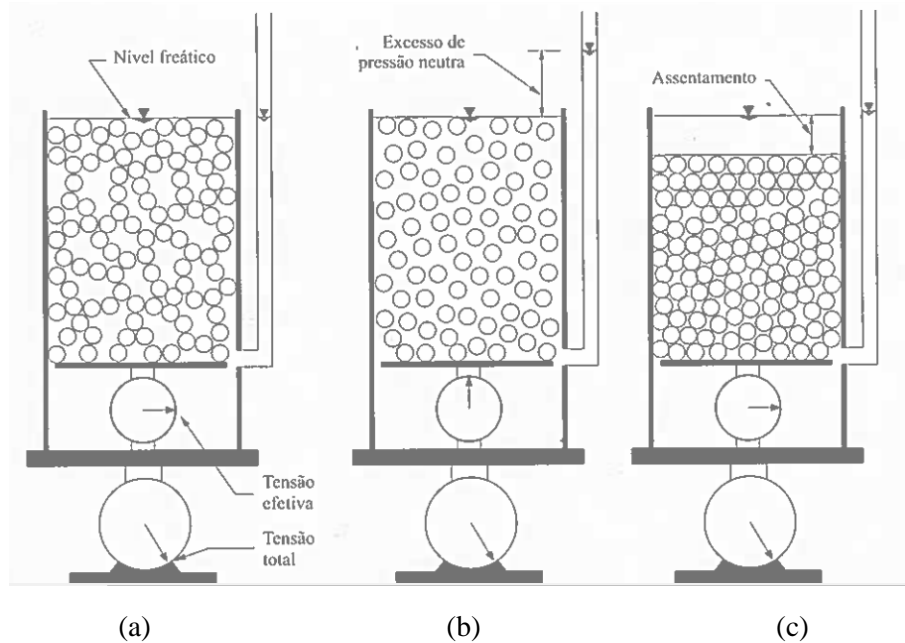 Nível freático
Excesso de
pressão neutra
Assentamento
Tensão
efetiva
Tensão
total
(a)
(b)
(c)